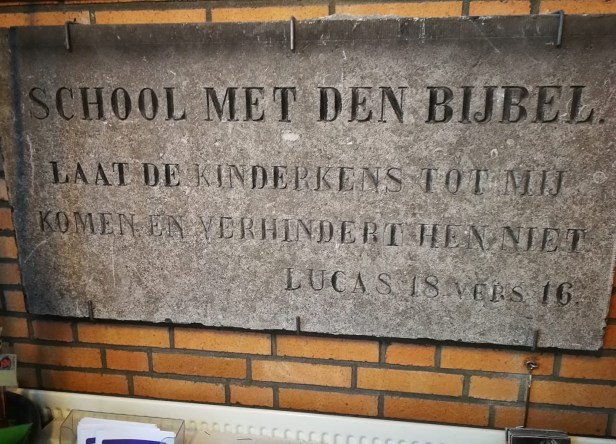 SCHOOL MET DEN BIJBEL.
LAAT DE KINDERKENS TOT MIJ
KOMEN EN VERHINDERT HEN NIET
LUCAS 18 VERS 16.